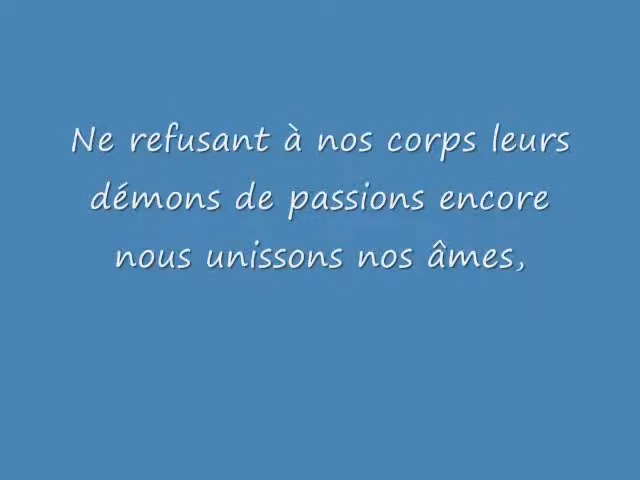 Ne refusant à nos corps leurs
démons de passions encore
nous unissons nos âmes,